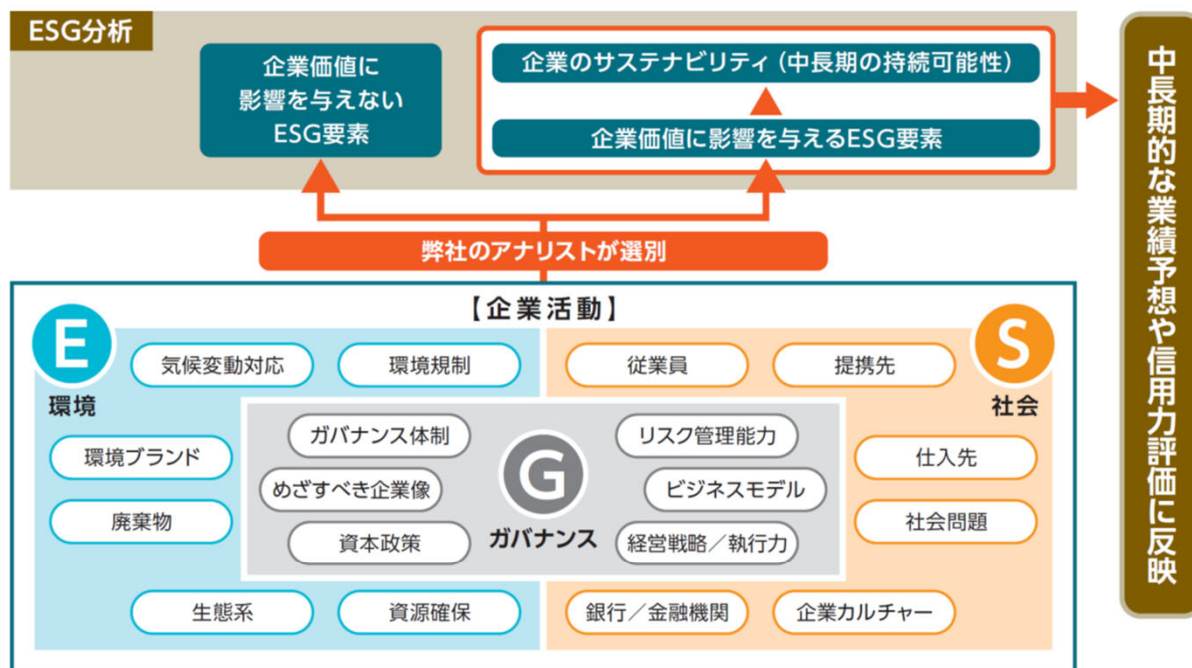 ESG分析
企業価値に
影響を与えない
ESG要素
企業のサステナビリティ（中長期の持続可能性）
企業価値に影響を与えるESG要素
中長期的な業績予想や信用力評価に反映
弊社のアナリストが選別
【企業活動】
E
環境
気候変動対応
環境規制
環境ブランド
廃棄物
生態系
資源確保
S
社会
従業員
提携先
仕入先
社会問題
銀行／金融機関
企業カルチャー
G
ガバナンス
ガバナンス体制
めざすべき企業像
資本政策
リスク管理能力
ビジネスモデル
経営戦略／執行力